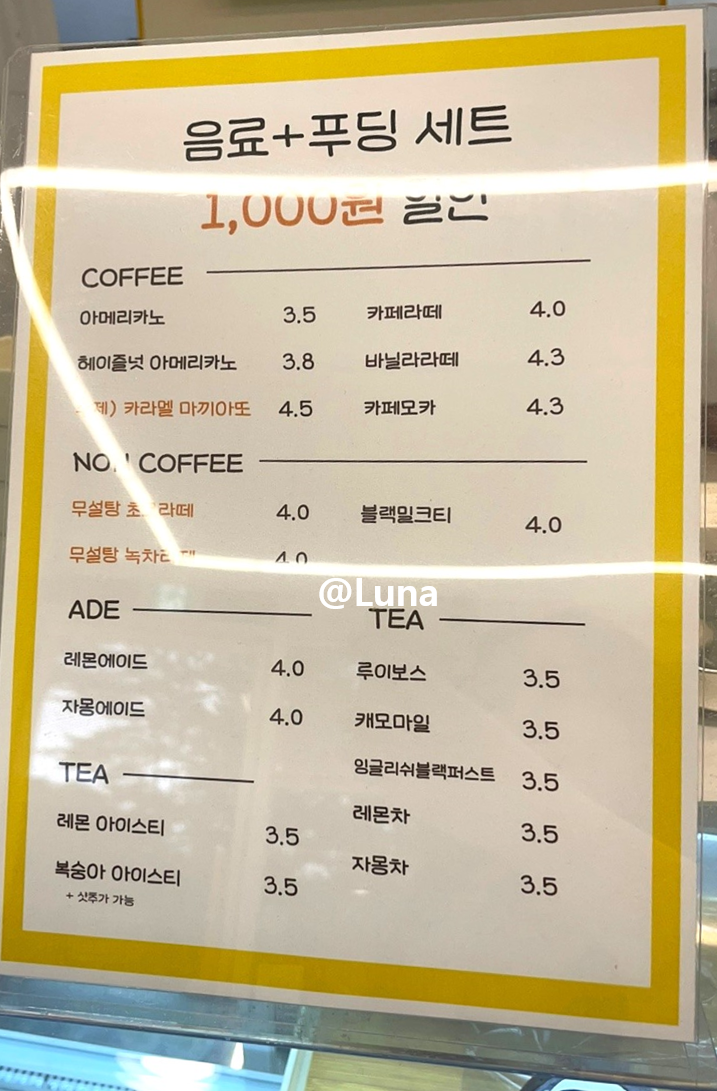 음료+푸딩 세트
1,000원 할인
COFFEE
아메리카노 3.5 카페라떼 4.0
헤이즐넛 아메리카노 3.8 바닐라라떼 4.3
카라멜 마끼아또 4.5 카페모카 4.3
NON COFFEE
무설탕 초코라떼 4.0 블랙밀크티 4.0
무설탕 녹차라떼 4.0
@Luna
ADE
레몬에이드 4.0
자몽에이드 4.0
TEA
레몬 아이스티 3.5
복숭아 아이스티 3.5
+ 샷추가 가능
TEA
루이보스 3.5
캐모마일 3.5
잉글리쉬블랙퍼스트 3.5
레몬차 3.5
자몽차 3.5